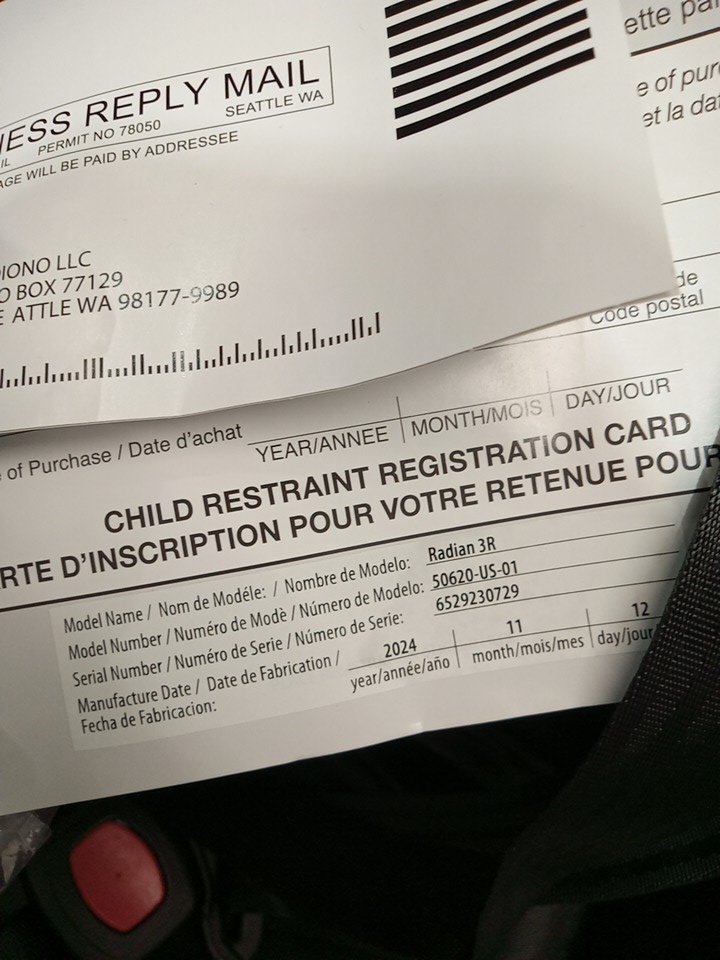 NESS REPLY MAIL
IL PERMIT NO 78050 SEATTLE WA
AGE WILL BE PAID BY ADDRESSEE
IONO LLC
O BOX 77129
E ATTLE WA 98177-9989
ette pa
e of pur
et la dat
de
Code postal
e of Purchase / Date d'achat
YEAR/ANNEE MONTH/MOIS DAY/JOUR
CHILD RESTRAINT REGISTRATION CARD
RTE D'INSCRIPTION POUR VOTRE RETENUE POUR
Model Name / Nom de Modéle: / Nombre de Modelo: Radian 3R
Model Number / Numéro de Modè / Número de Modelo: 50620-US-01
Serial Number / Numéro de Serie / Número de Serie: 6529230729
Manufacture Date / Date de Fabrication / 2024 11 12
Fecha de Fabricacion: year/année/año month/mois/mes day/jour